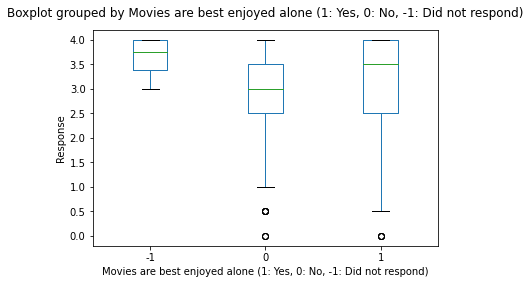 Boxplot grouped by Movies are best enjoyed alone (1: Yes, 0: No, -1: Did not respond)
4.0
3.5
3.0
2.5
2.0
1.5
1.0
0.5
0.0
Response
-1 0 1
Movies are best enjoyed alone (1: Yes, 0: No, -1: Did not respond)